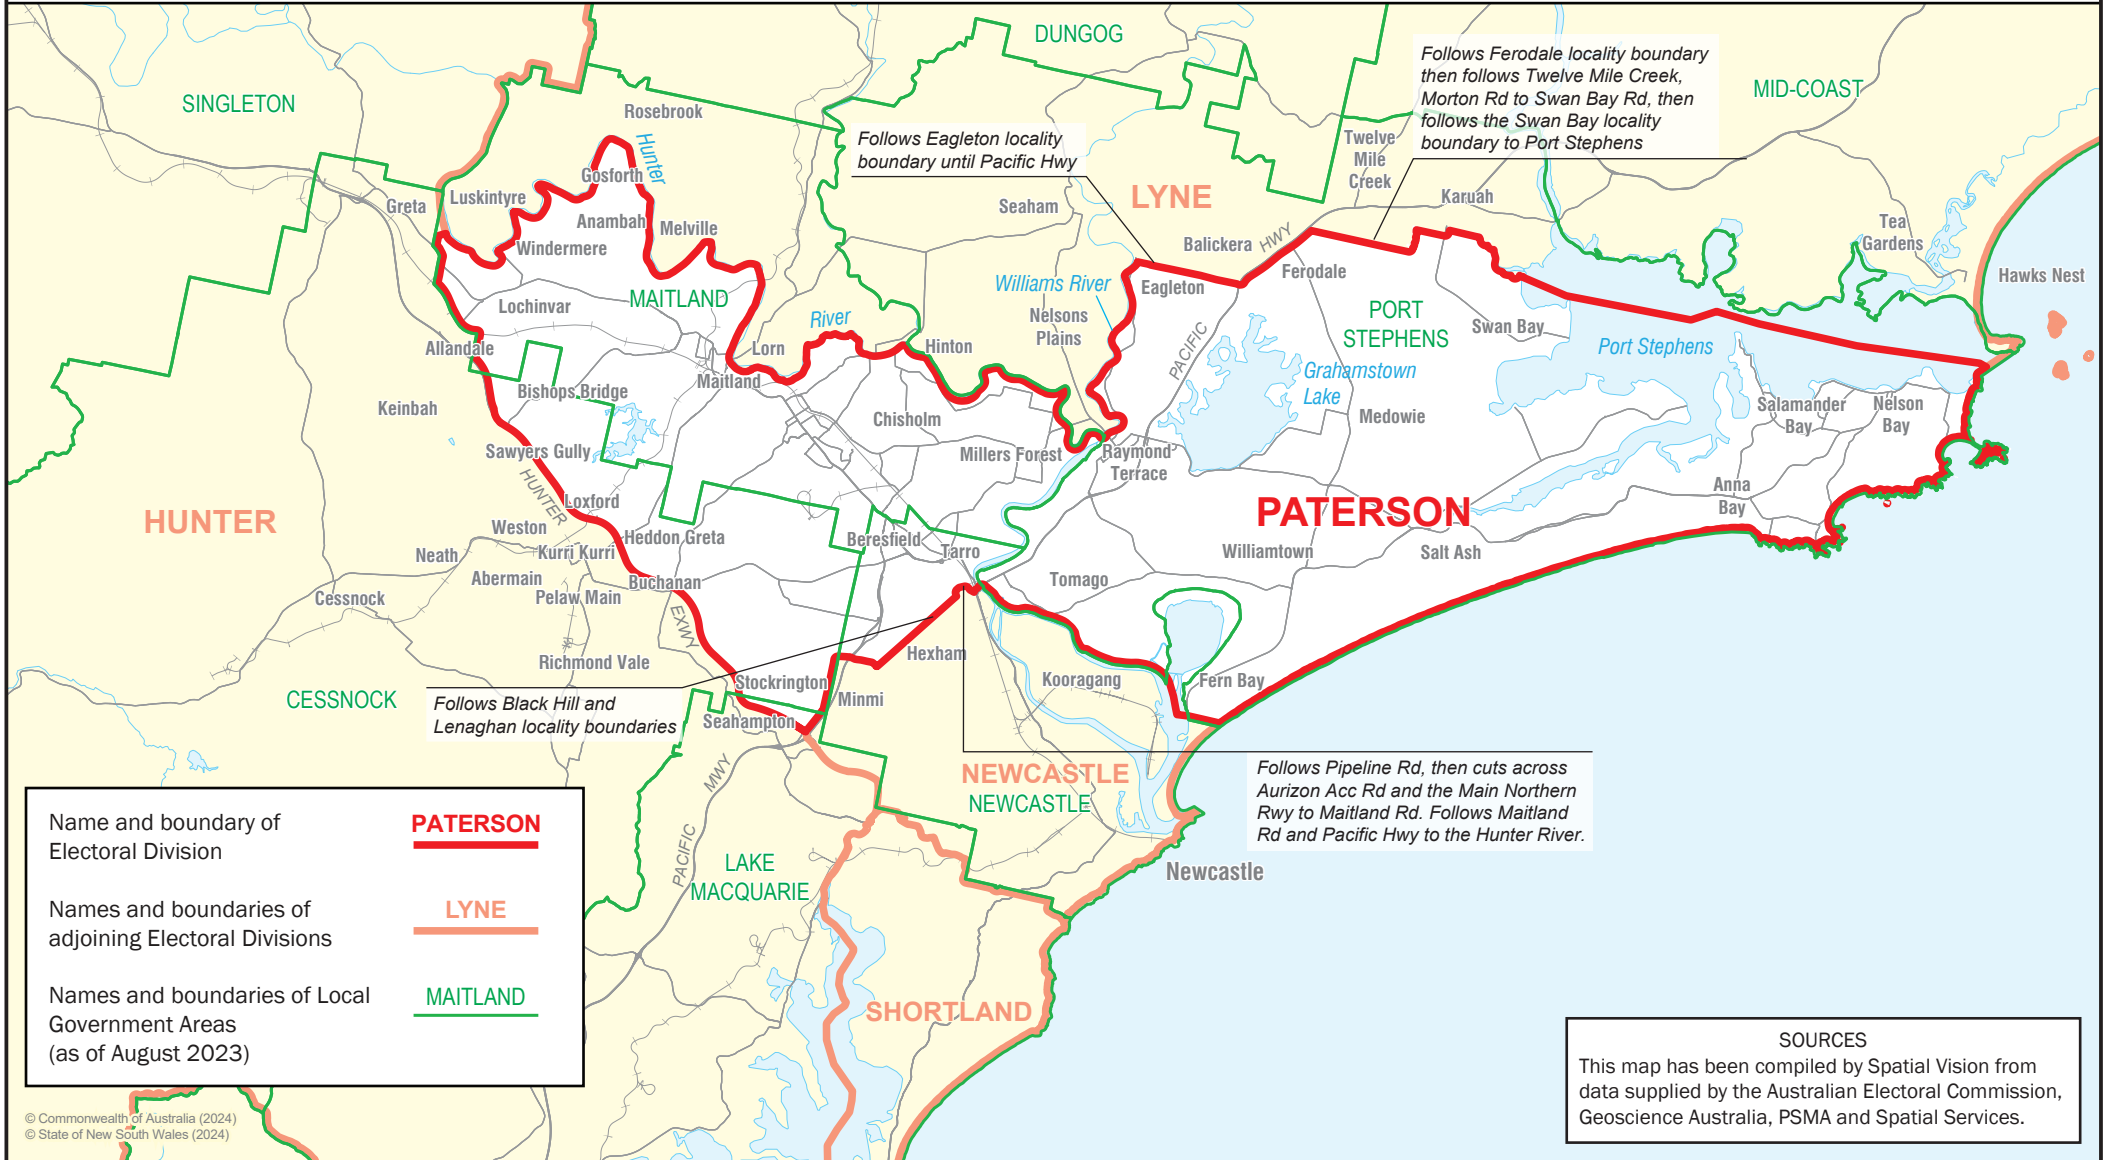 DUNGOG
Follows Ferodale locality boundary
then follows Twelve Mile Creek,
Morton Rd to Swan Bay Rd, then
follows the Swan Bay locality
boundary to Port Stephens
MID-COAST
SINGLETON
Rosebrook
Hunter
Follows Eagleton locality
boundary until Pacific Hwy
Twelve
Mile
Creek
Gosforth
Luskintyre
Greta
Anambah
Melville
Windermere
LYNE
Seaham
Karuah
Balickera
HWY
Tea
Gardens
Hawks Nest
Ferodale
Williams River
Eagleton
Lochinvar
MAITLAND
River
Nelsons
Plains
PORT
STEPHENS
Swan Bay
Port Stephens
Allandale
Lorn
Hinton
PACIFIC
Grahamstown
Lake
Maitland
Bishops Bridge
Keinbah
Chisholm
Medowie
Salamander
Bay
Nelson
Bay
Sawyers Gully
Millers Forest
Raymond
Terrace
Anna
Bay
HUNTER
HUNTER
Loxford
PATERSON
Weston
Heddon Greta
Neath
Kurri Kurri
Beresfield
Tarro
Williamtown
Salt Ash
Abermain
Buchanan
Tomago
Pelaw Main
Cessnock
EXWY
Richmond Vale
Hexham
Stockrington
Kooragang
Fern Bay
CESSNOCK
Minmi
Follows Black Hill and
Lenaghan locality boundaries
Seahampton
MWY
NEWCASTLE
NEWCASTLE
Follows Pipeline Rd, then cuts across
Aurizon Acc Rd and the Main Northern
Rwy to Maitland Rd. Follows Maitland
Rd and Pacific Hwy to the Hunter River.
PACIFIC
LAKE
MACQUARIE
Newcastle
SHORTLAND
Name and boundary of
Electoral Division
PATERSON
Names and boundaries of
adjoining Electoral Divisions
LYNE
Names and boundaries of Local
Government Areas
(as of August 2023)
MAITLAND
SOURCES
This map has been compiled by Spatial Vision from
data supplied by the Australian Electoral Commission,
Geoscience Australia, PSMA and Spatial Services.
© Commonwealth of Australia (2024)
© State of New South Wales (2024)